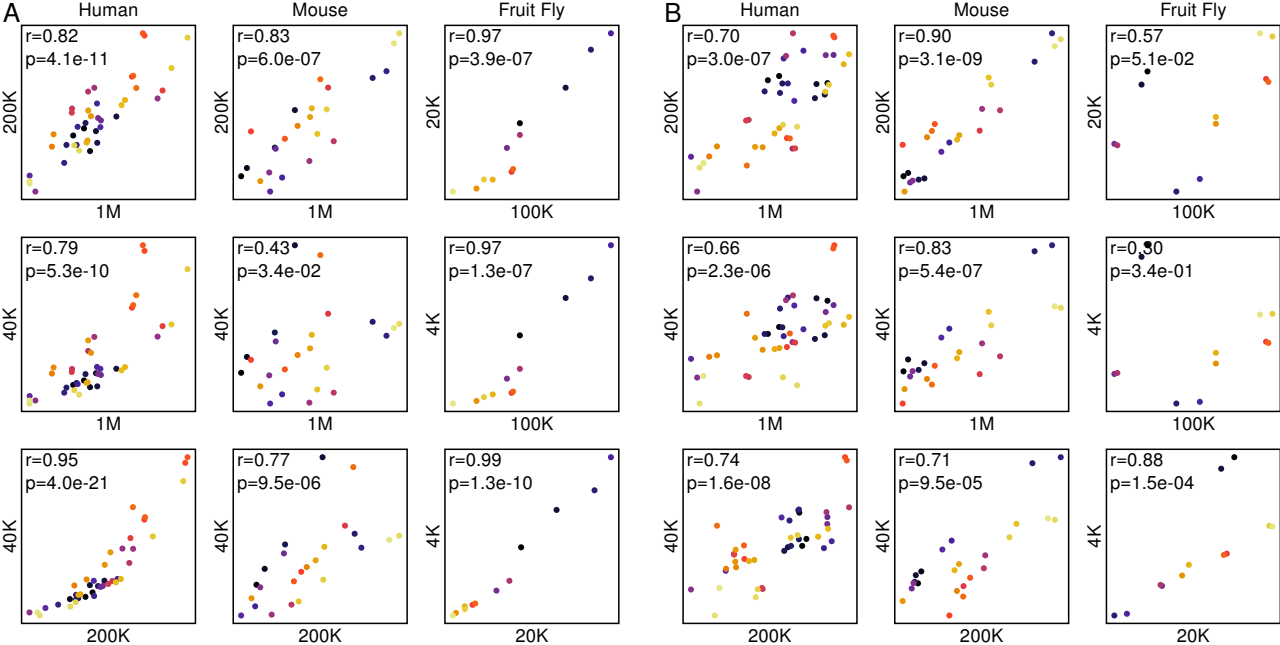 A Human Mouse Fruit Fly B Human Mouse Fruit Fly
r=0.82 r=0.83 r=0.97 r=0.70 r=0.90 r=0.57
p=4.1e-11 p=6.0e-07 p=3.9e-07 p=3.0e-07 p=3.1e-09 p=5.1e-02
200K 200K 20K 200K 200K 20K
1M 1M 100K 1M 1M 100K
r=0.79 r=0.43 r=0.97 r=0.66 r=0.83 r=0.30
p=5.3e-10 p=3.4e-02 p=1.3e-07 p=2.3e-06 p=5.4e-07 p=3.4e-01
40K 40K 4K 40K 40K 4K
1M 1M 100K 1M 1M 100K
r=0.95 r=0.77 r=0.99 r=0.74 r=0.71 r=0.88
p=4.0e-21 p=9.5e-06 p=1.3e-10 p=1.6e-08 p=9.5e-05 p=1.5e-04
40K 40K 4K 40K 40K 4K
200K 200K 20K 200K 200K 20K